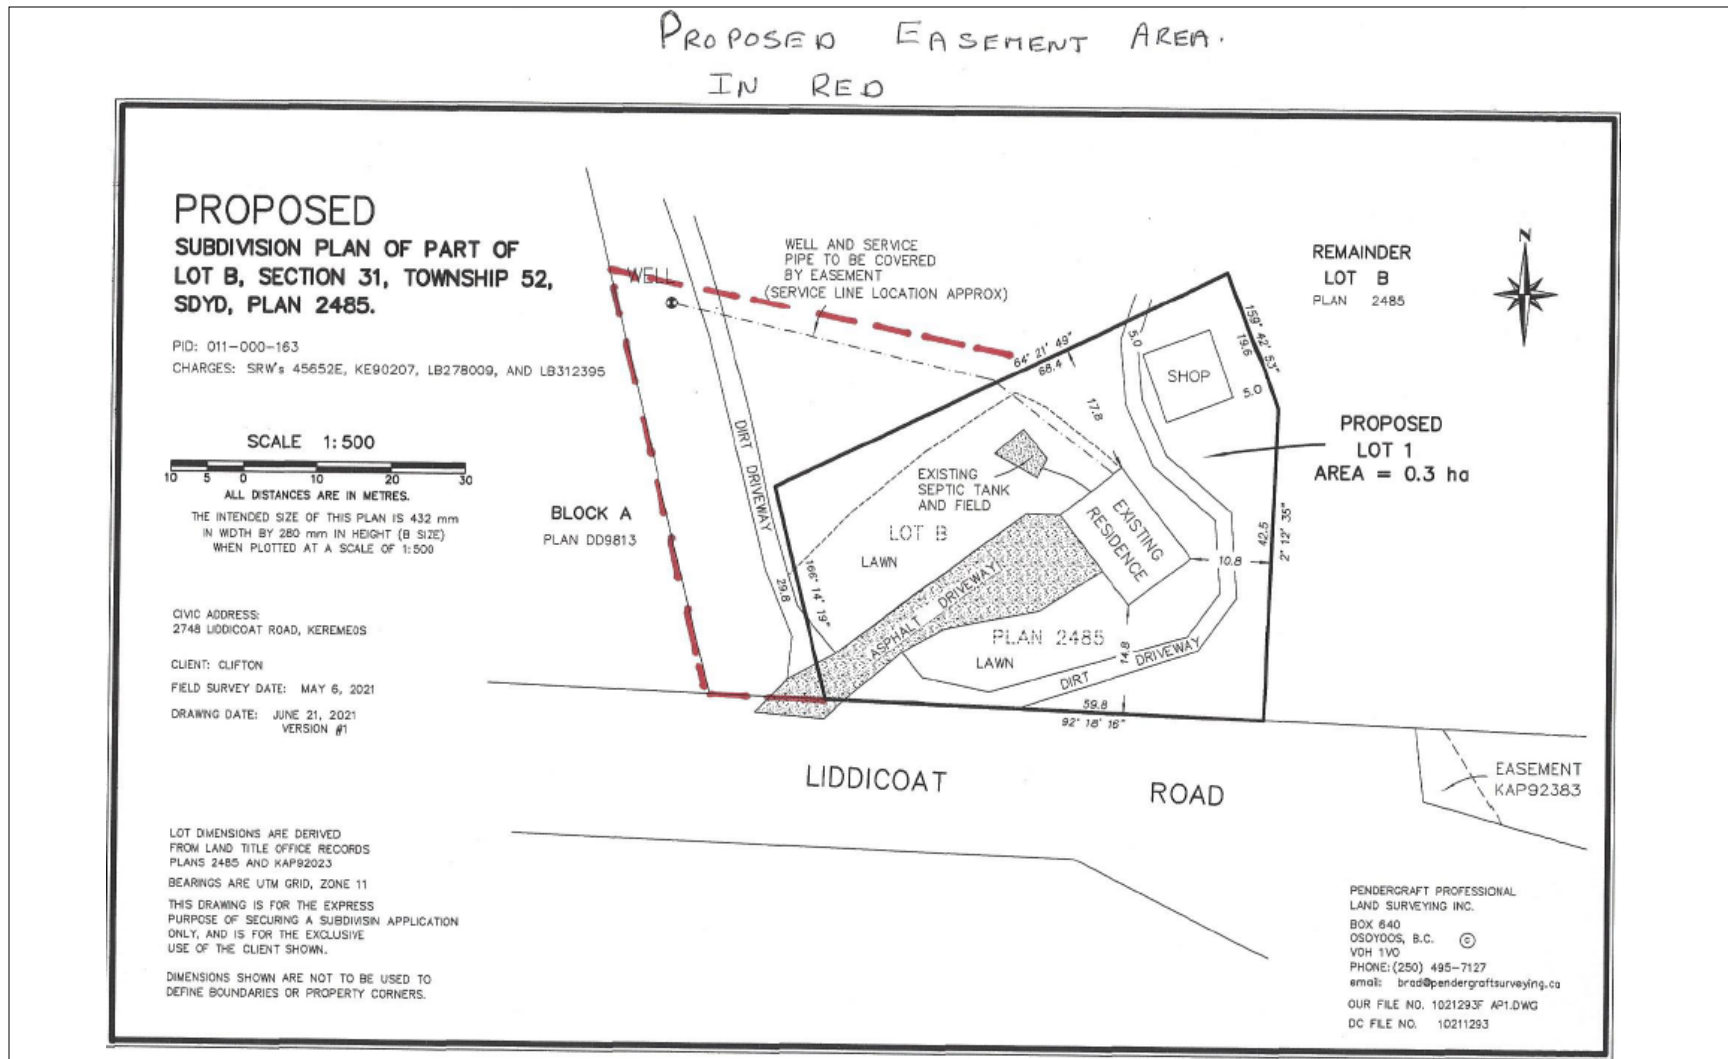 PROPOSED EASEMENT AREA.
IN RED
PROPOSED
SUBDIVISION PLAN OF PART OF
LOT B, SECTION 31, TOWNSHIP 52,
SDYD, PLAN 2485.
PID: 011-000-163
CHARGES: SRW's 45652E, KE90207, LB278009, AND LB312395
SCALE 1:500
10 5 0 10 20 30
ALL DISTANCES ARE IN METRES.
THE INTENDED SIZE OF THIS PLAN IS 432 mm
IN WIDTH BY 280 mm IN HEIGHT (B SIZE)
WHEN PLOTTED AT A SCALE OF 1:500
CIVIC ADDRESS:
2748 LIDDICOAT ROAD, KEREMEOS
CLIENT: CLIFTON
FIELD SURVEY DATE: MAY 6, 2021
DRAWING DATE: JUNE 21, 2021
VERSION #1
LOT DIMENSIONS ARE DERIVED
FROM LAND TITLE OFFICE RECORDS
PLANS 2485 AND KAP92023
BEARINGS ARE UTM GRID, ZONE 11
THIS DRAWING IS FOR THE EXPRESS
PURPOSE OF SECURING A SUBDIVISIN APPLICATION
ONLY, AND IS FOR THE EXCLUSIVE
USE OF THE CLIENT SHOWN.
DIMENSIONS SHOWN ARE NOT TO BE USED TO
DEFINE BOUNDARIES OR PROPERTY CORNERS.
WELL
WELL AND SERVICE
PIPE TO BE COVERED
BY EASEMENT
(SERVICE LINE LOCATION APPROX)
BLOCK A
PLAN DD9813
DIRT DRIVEWAY
29.8
166° 14' 19"
64° 21' 49"
68.4
17.8
5.0
SHOP
5.0
159° 42' 53"
19.6
N
REMAINDER
LOT B
PLAN 2485
PROPOSED
LOT 1
AREA = 0.3 ha
EXISTING
SEPTIC TANK
AND FIELD
LOT B
LAWN
EXISTING
RESIDENCE
10.8
42.5
2° 12' 35"
ASPHALT DRIVEWAY
PLAN 2485
LAWN
14.8
DIRT DRIVEWAY
59.8
92° 18' 16"
LIDDICOAT ROAD
EASEMENT
KAP92383
PENDERGRAFT PROFESSIONAL
LAND SURVEYING INC.
BOX 640
OSOYOOS, B.C. ©
V0H 1V0
PHONE:(250) 495-7127
email: brad@pendergraftsurveying.ca
OUR FILE NO. 1021293F AP1.DWG
DC FILE NO. 10211293